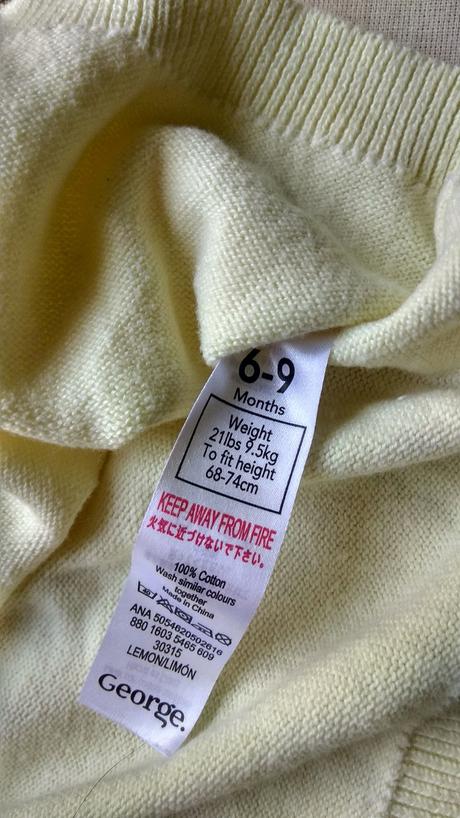 6-9
Months
Weight
21lbs 9.5kg
To fit height
68-74cm
KEEP AWAY FROM FIRE
火気に近づけないで下さい。
100% Cotton
Wash similar colours
together
Made in China
ANA 5054620502616
860 1603 5465 609
30315
LEMON/LIMÓN
George.